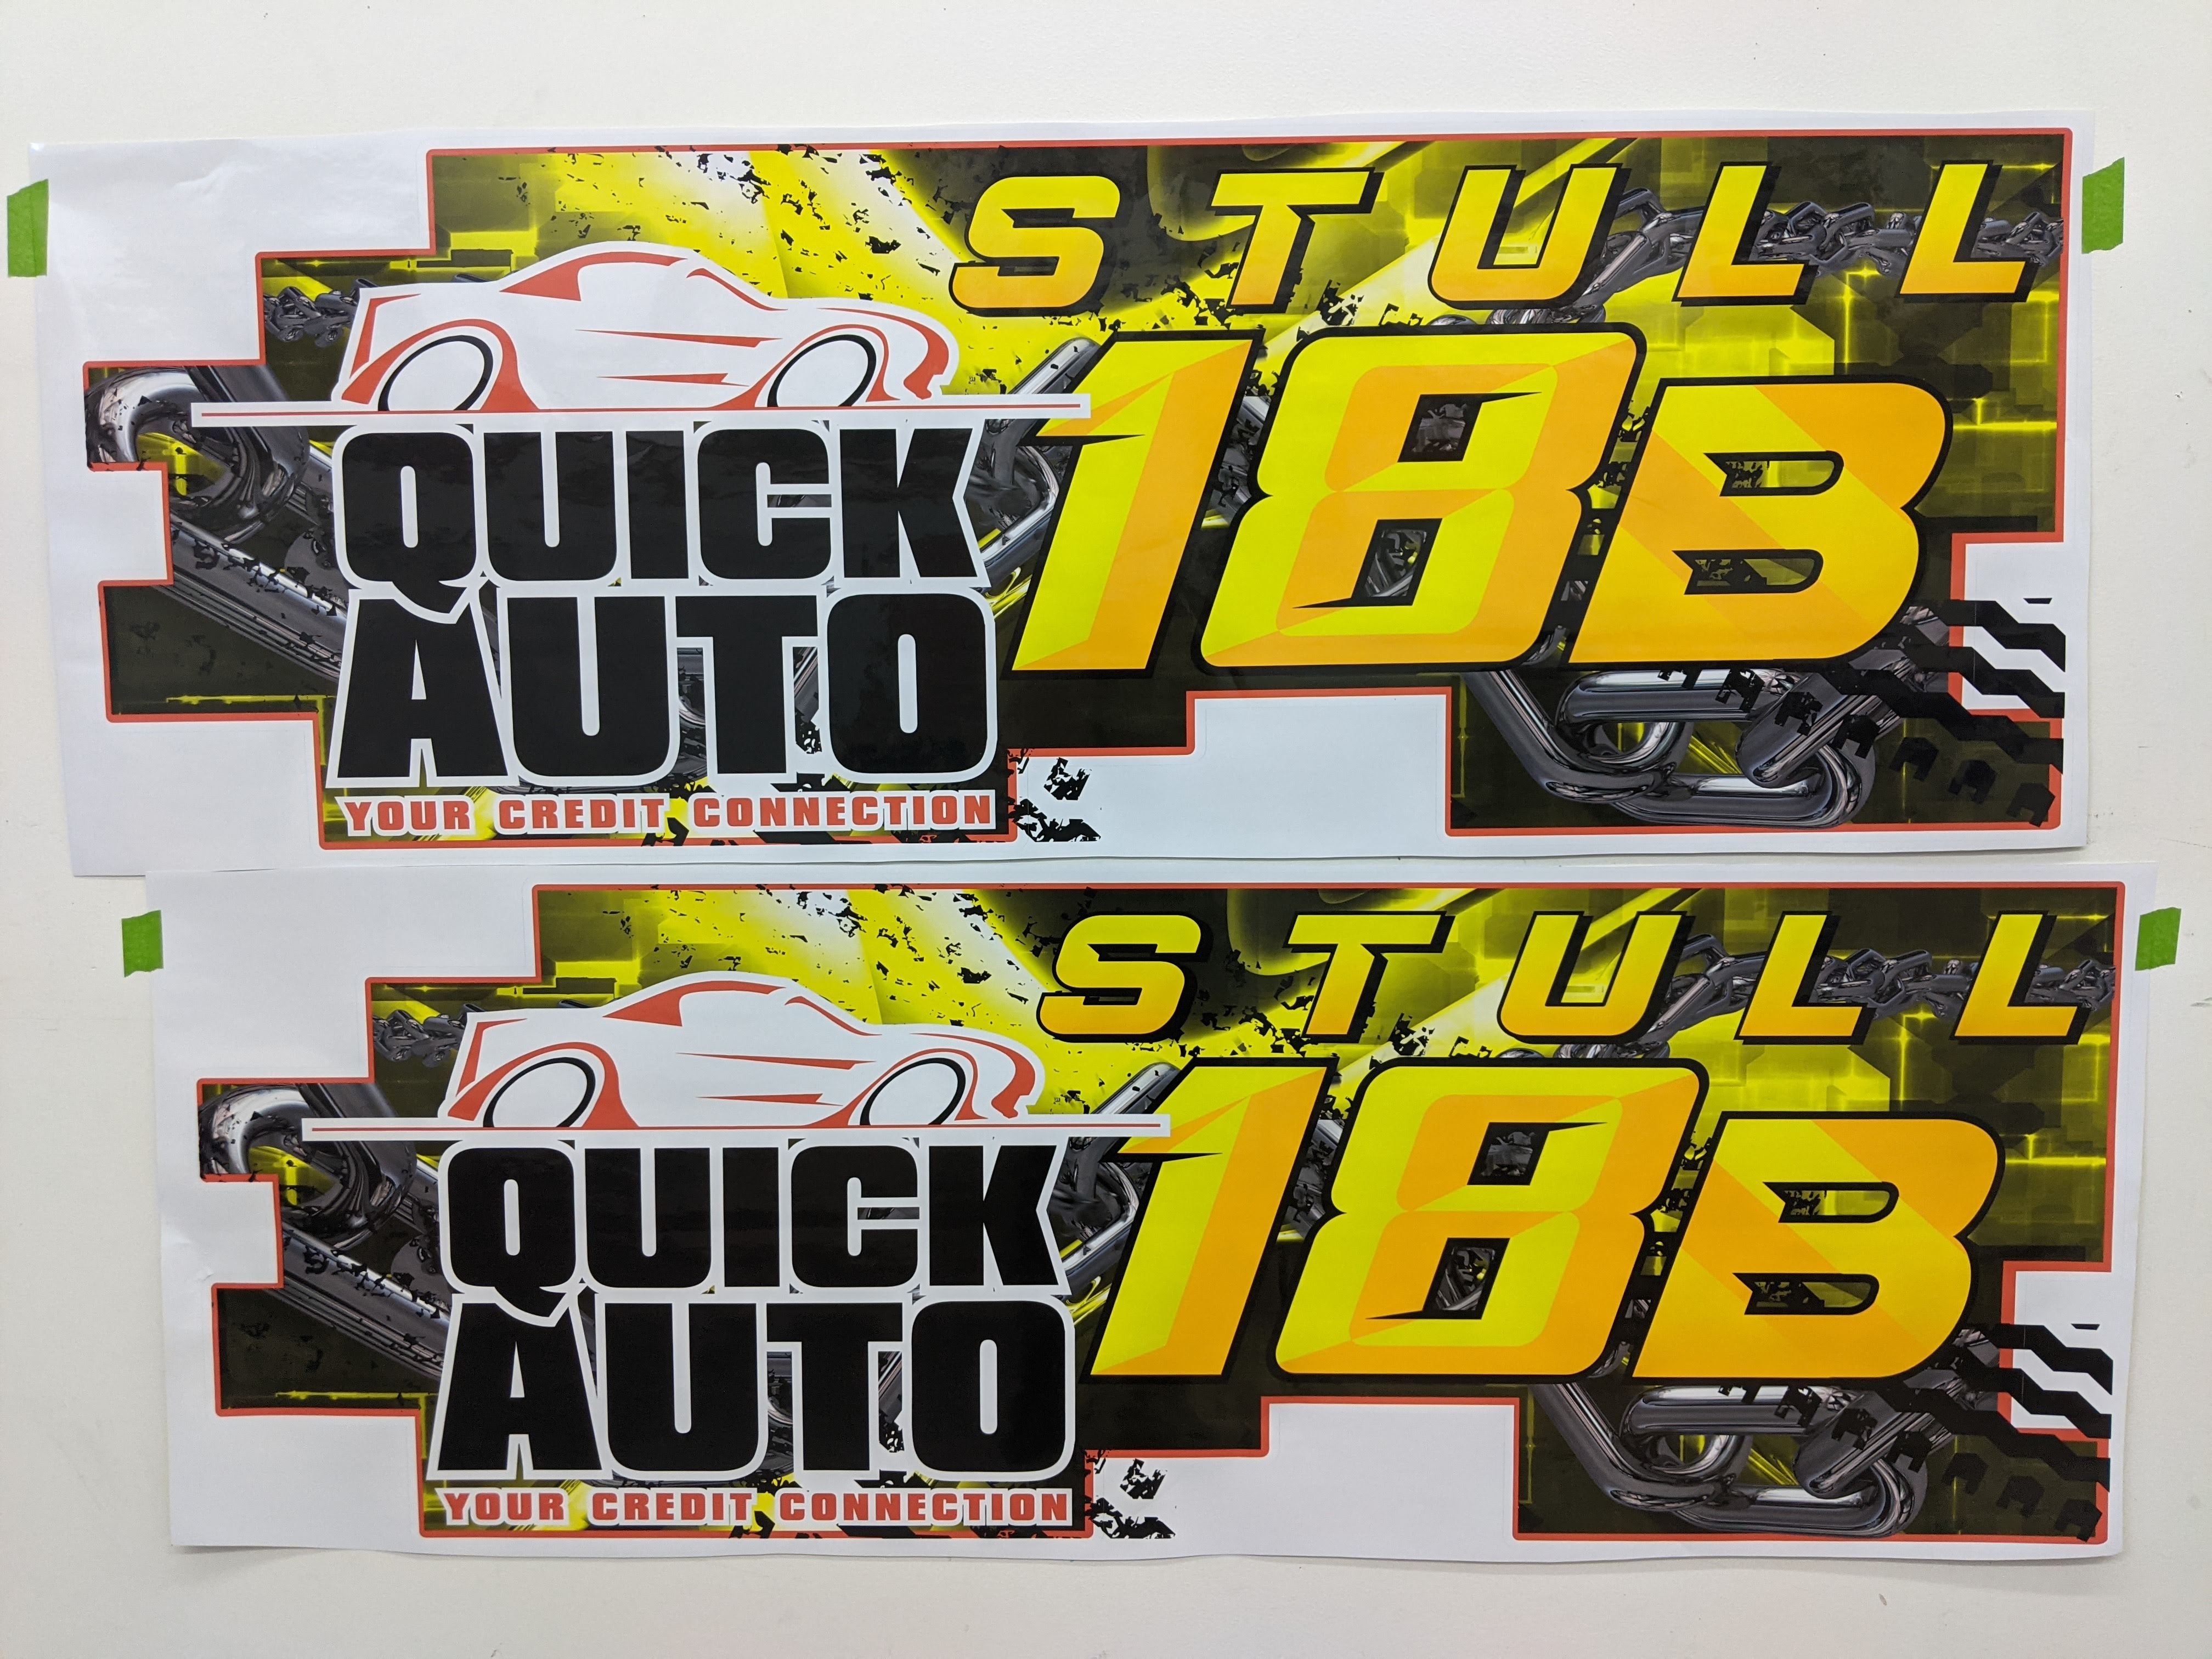 STULL
18B
QUICK
AUTO
YOUR CREDIT CONNECTION
STULL
18B
QUICK
AUTO
YOUR CREDIT CONNECTION